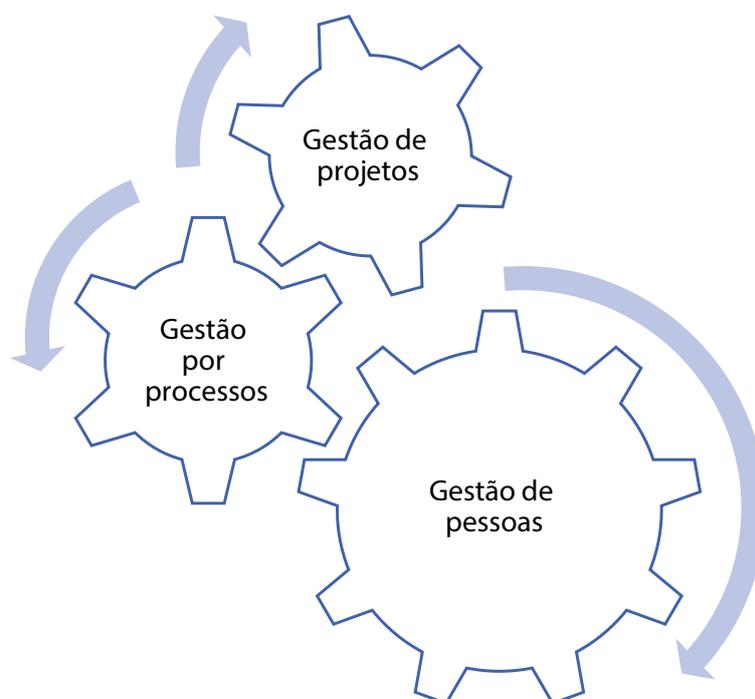 Gestão de
projetos
Gestão
por
processos
Gestão de
pessoas